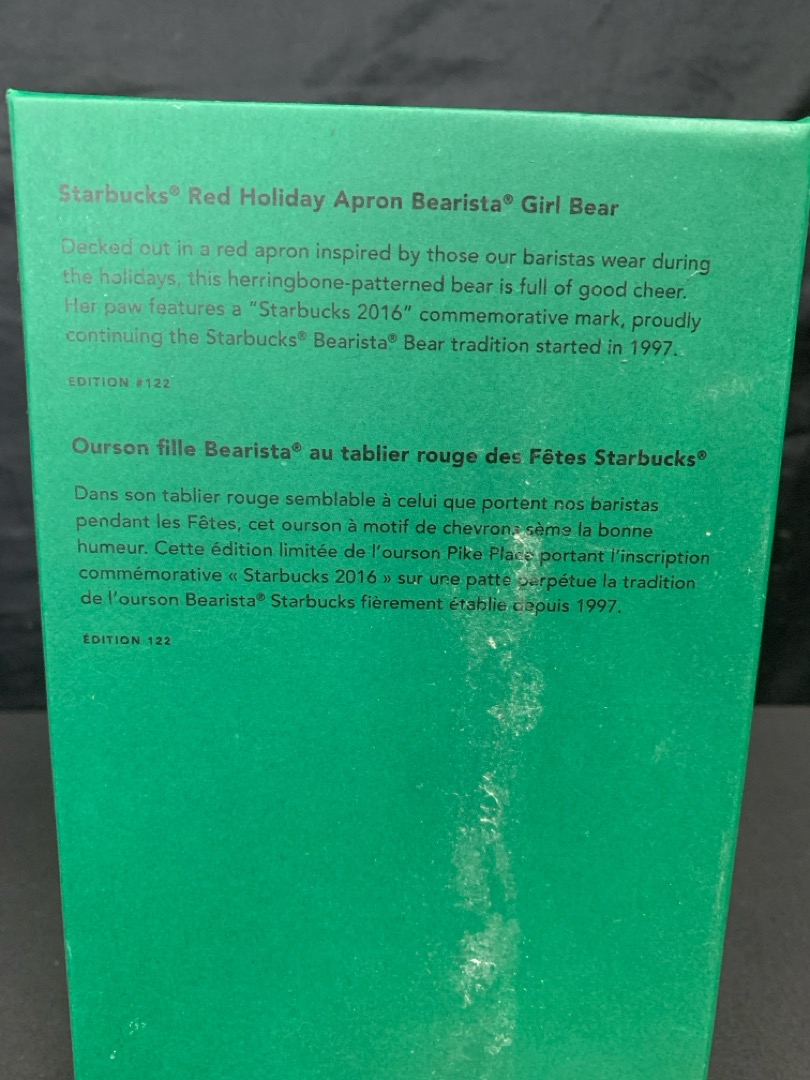 Starbucks® Red Holiday Apron Bearista® Girl Bear
Decked out in a red apron inspired by those our baristas wear during
the holidays, this herringbone-patterned bear is full of good cheer.
Her paw features a "Starbucks 2016" commemorative mark, proudly
continuing the Starbucks® Bearista® Bear tradition started in 1997.
EDITION #122
Ourson fille Bearista® au tablier rouge des Fêtes Starbucks®
Dans son tablier rouge semblable à celui que portent nos baristas
pendant les Fêtes, cet ourson à motif de chevrons sème la bonne
humeur. Cette édition limitée de l'ourson Pike Place portant l'inscription
commémorative « Starbucks 2016 » sur une patte perpétue la tradition
de l'ourson Bearista® Starbucks fièrement établie depuis 1997.
ÉDITION 122